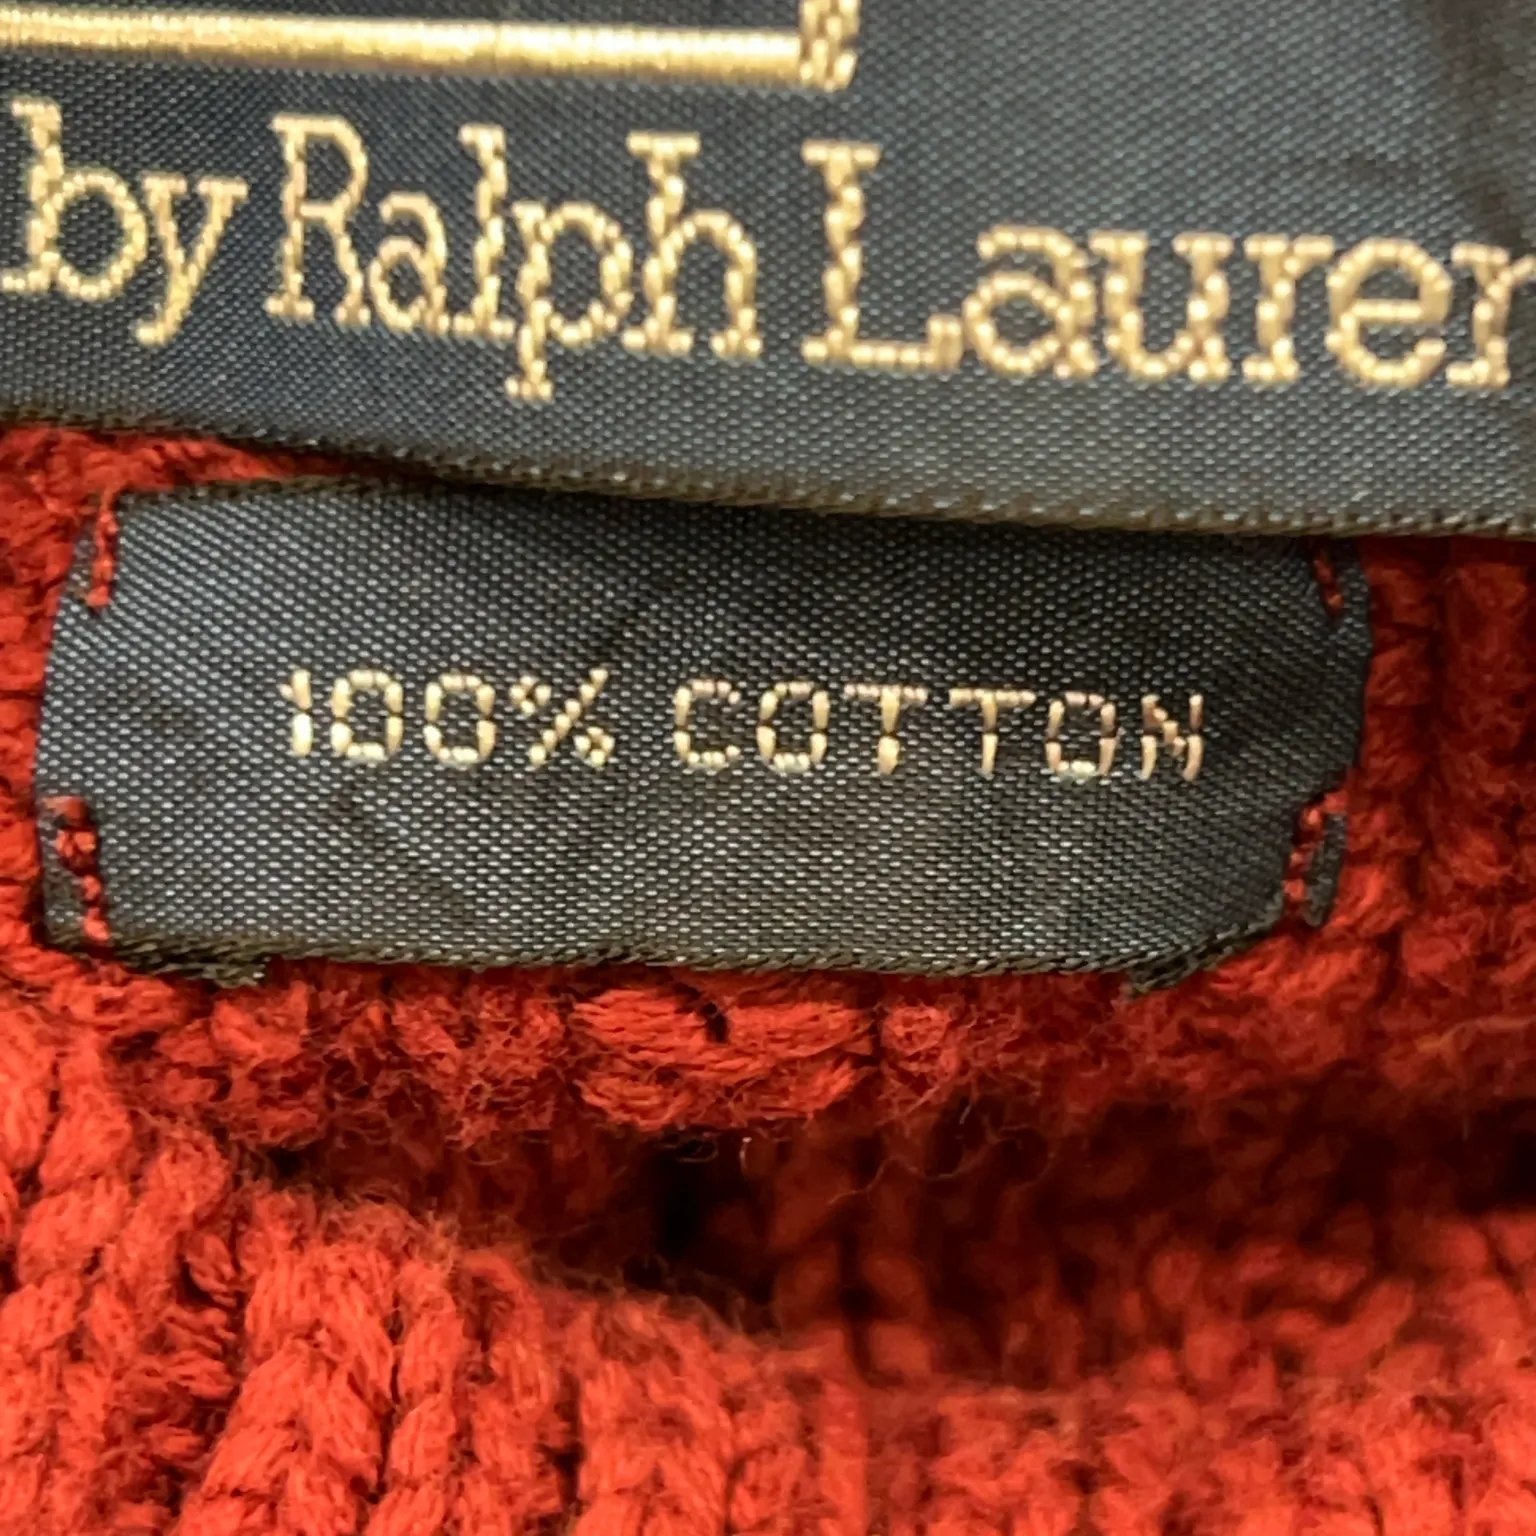 by Ralph Lauren
100% COTTON